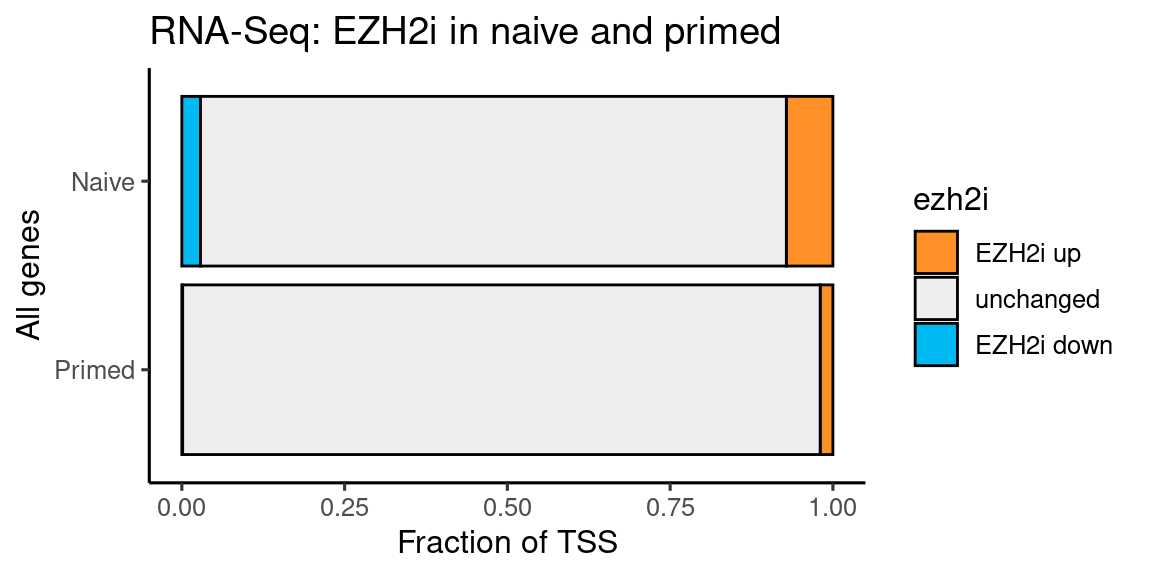 RNA-Seq: EZH2i in naive and primed
All genes
Naive
Primed
0.00 0.25 0.50 0.75 1.00
Fraction of TSS
ezh2i
EZH2i up
unchanged
EZH2i down